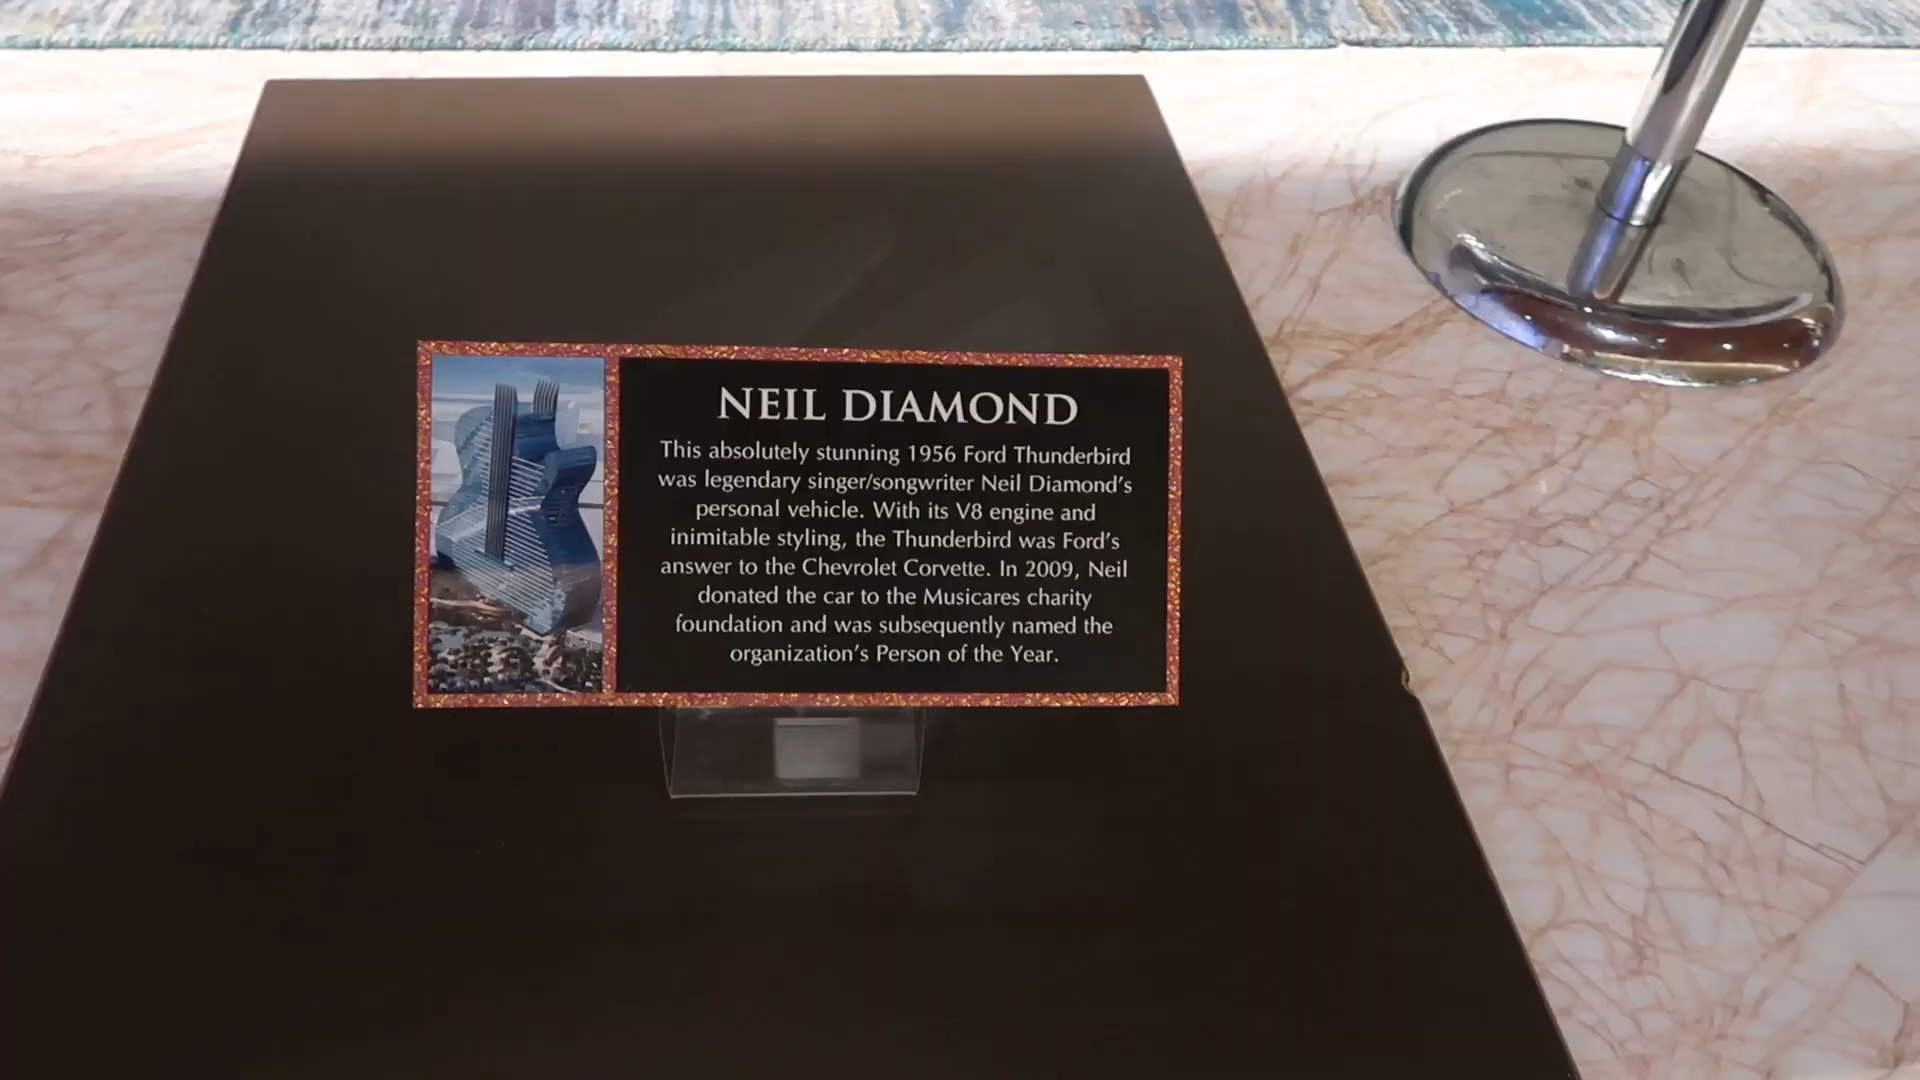 NEIL DIAMOND
This absolutely stunning 1956 Ford Thunderbird
was legendary singer/songwriter Neil Diamond's
personal vehicle. With its V8 engine and
inimitable styling, the Thunderbird was Ford's
answer to the Chevrolet Corvette. In 2009, Neil
donated the car to the Musicares charity
foundation and was subsequently named the
organization's Person of the Year.